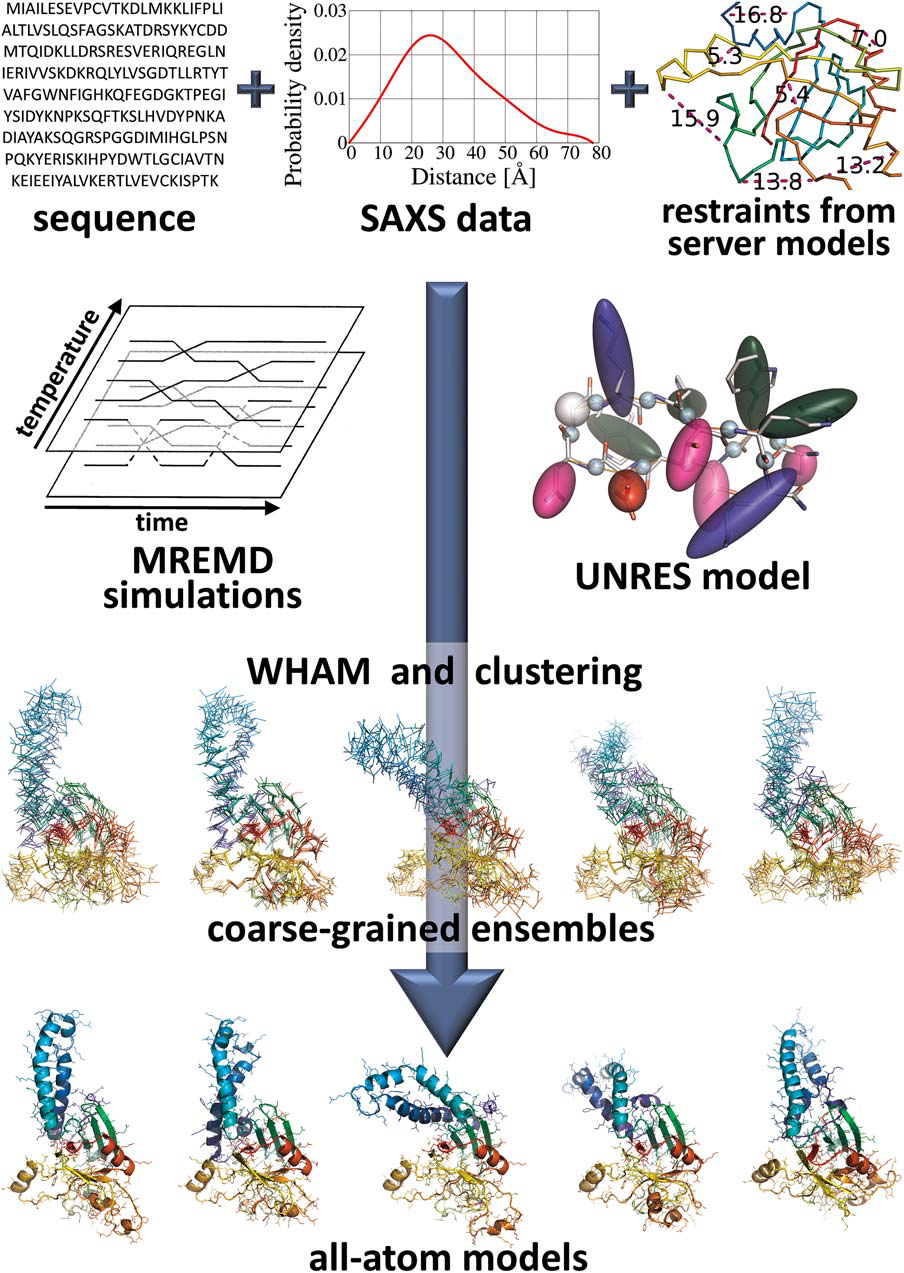 MIAILESEVPCVTKDLMKKLIFPLI
ALTLVSLQSFAGSKATDRSYKYCDD
MTQIDKLLDRSRESVERIQREGLN
IERIVVSKDKRQLYLVSGDTLLRTYT
VAFGWNFIGHKQFEGDGKTPEGI
YSIDYKNPKSQFTKSLHVDYPNKA
DIAYAKSQGRSPGGDIMIHGLPSN
PQKYERISKIHPYDWTLGCIAVTN
KEIEEIYALVKERTLVEVCKISPTK
sequence
+
Probability density
0.03
0.02
0.01
0
0 10 20 30 40 50 60 70 80
Distance [Å]
SAXS data
+
16.8
7.0
5.3
5.4
15.9
13.2
13.8
restraints from
server models
temperature
time
MREMD
simulations
UNRES model
WHAM and clustering
coarse-grained ensembles
all-atom models